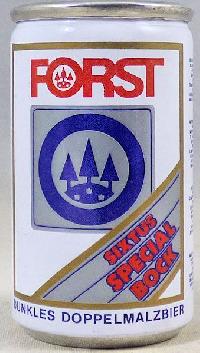 FORST
SIXTUS
SPECIAL
BOCK
DUNKLES DOPPELMALZBIER